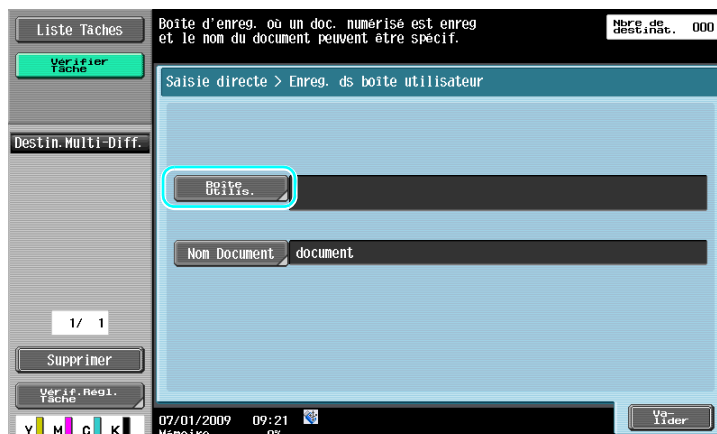 Liste Tâches
Vérifier
Tâche
Destin.Multi-Diff.
1/ 1
Supprimer
Vérif.Régl.
Tâche
Y M C K
Boîte d'enreg. où un doc. numérisé est enreg
et le nom du document peuvent être spécif.
Nbre de
destinat. 000
Saisie directe > Enreg. ds boîte utilisateur
Boîte
Utilis.
Nom Document document
07/01/2009 09:21
Mémoire 0%
Va-
lider